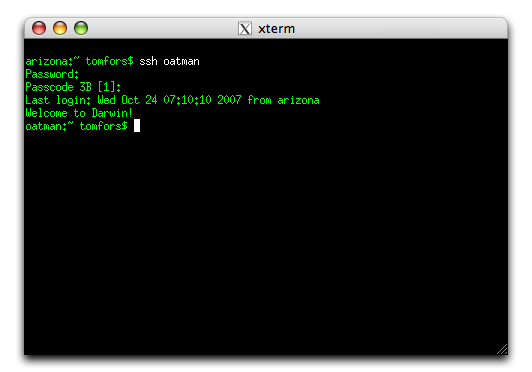 xterm
arizona:~ tomfors$ ssh oatman
Password:
Passcode 3B [1]:
Last login: Wed Oct 24 07:10:10 2007 from arizona
Welcome to Darwin!
oatman:~ tomfors$